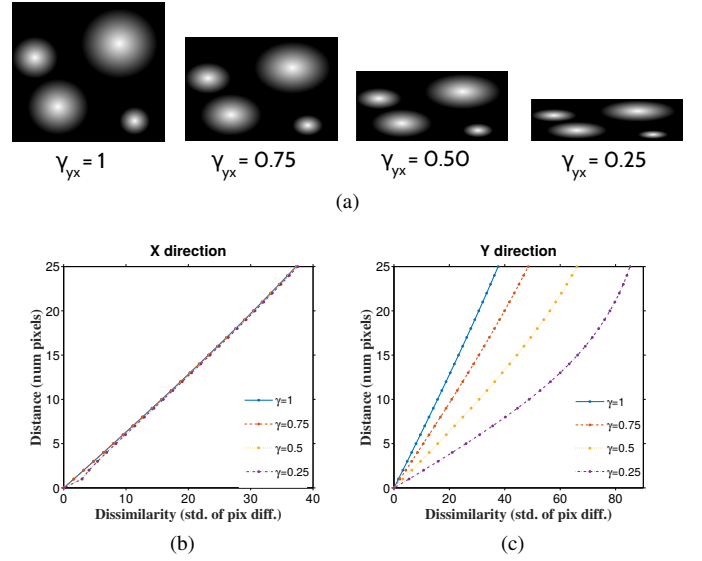 γyx = 1
γyx = 0.75
γyx = 0.50
γyx = 0.25
(a)
X direction
25
20
15
10
5
0
Distance (num pixels)
γ=1
γ=0.75
γ=0.5
γ=0.25
0 10 20 30 40
Dissimilarity (std. of pix diff.)
(b)
Y direction
25
20
15
10
5
0
Distance (num pixels)
γ=1
γ=0.75
γ=0.5
γ=0.25
0 20 40 60 80
Dissimilarity (std. of pix diff.)
(c)